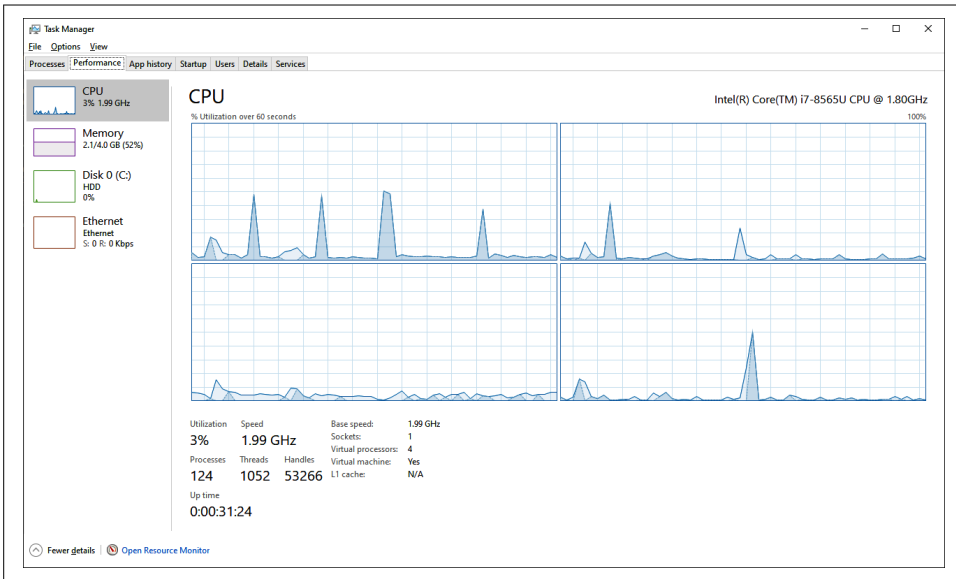 Task Manager
File Options View
Processes Performance App history Startup Users Details Services
CPU
3% 1.99 GHz
Memory
2.1/4.0 GB (52%)
Disk 0 (C:)
HDD
0%
Ethernet
Ethernet
S: 0 R: 0 Kbps
CPU Intel(R) Core(TM) i7-8565U CPU @ 1.80GHz
% Utilization over 60 seconds 100%
Utilization Speed Base speed: 1.99 GHz
3% 1.99 GHz Sockets: 1
Virtual processors: 4
Processes Threads Handles Virtual machine: Yes
124 1052 53266 L1 cache: N/A
Up time
0:00:31:24
Fewer details Open Resource Monitor